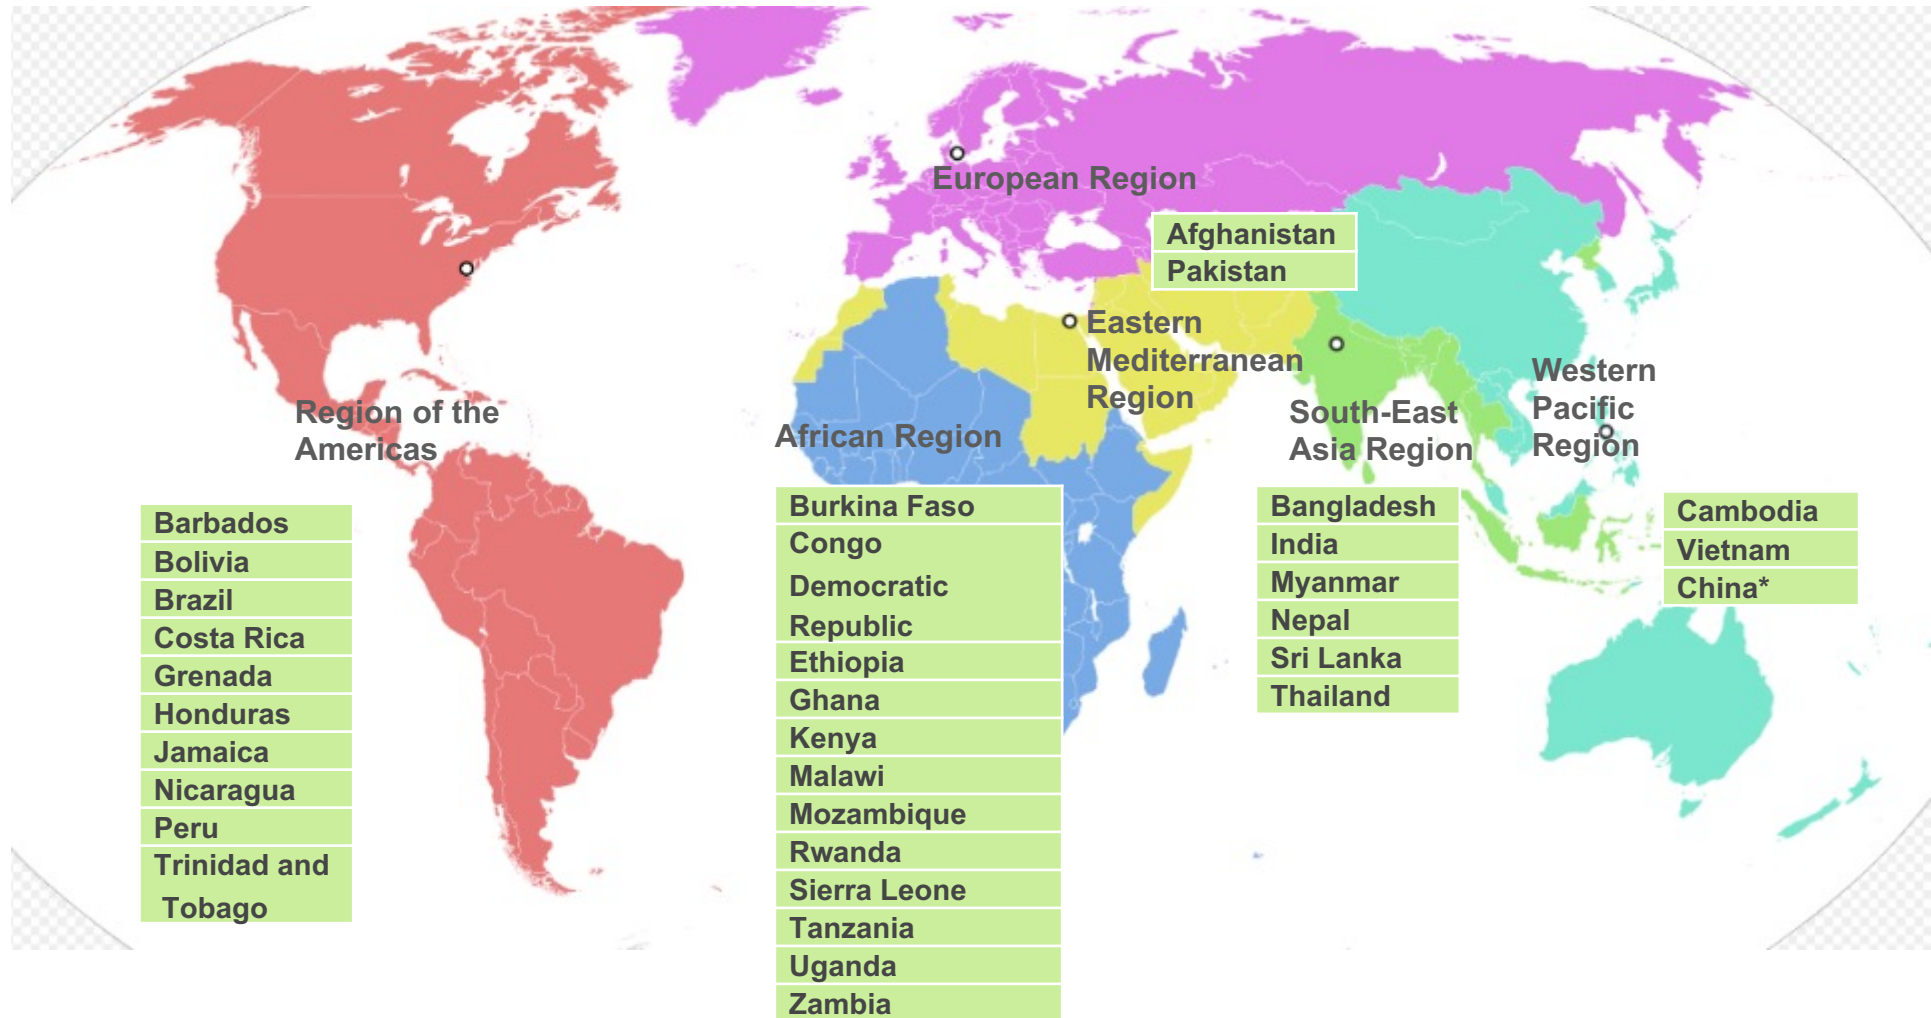 European Region
Afghanistan
Pakistan
Eastern
Mediterranean
Region
Western
Pacific
Region
South-East
Asia Region
Region of the
Americas
African Region
Barbados
Bolivia
Brazil
Costa Rica
Grenada
Honduras
Jamaica
Nicaragua
Peru
Trinidad and
Tobago
Burkina Faso
Congo
Democratic
Republic
Ethiopia
Ghana
Kenya
Malawi
Mozambique
Rwanda
Sierra Leone
Tanzania
Uganda
Zambia
Bangladesh
India
Myanmar
Nepal
Sri Lanka
Thailand
Cambodia
Vietnam
China*